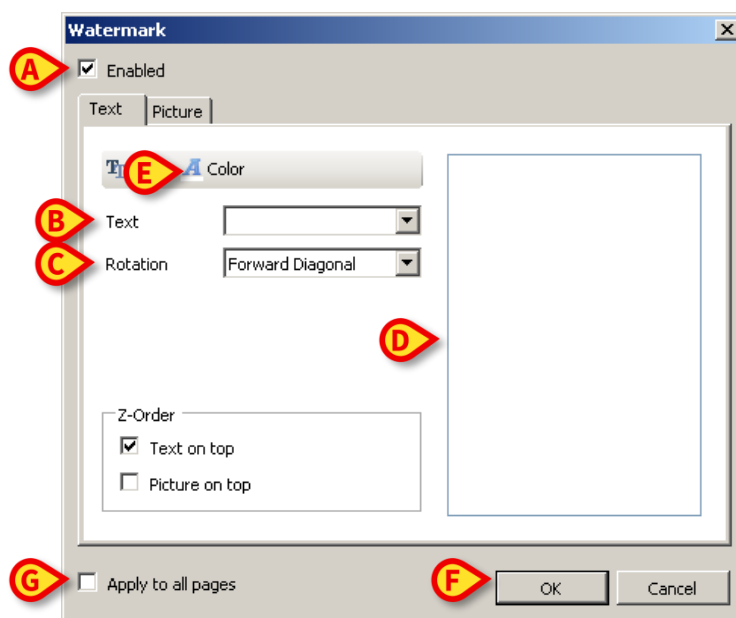 Watermark
A Enabled
Text Picture
E Color
B Text
C Rotation Forward Diagonal
D
Z-Order
Text on top
Picture on top
G Apply to all pages F OK Cancel